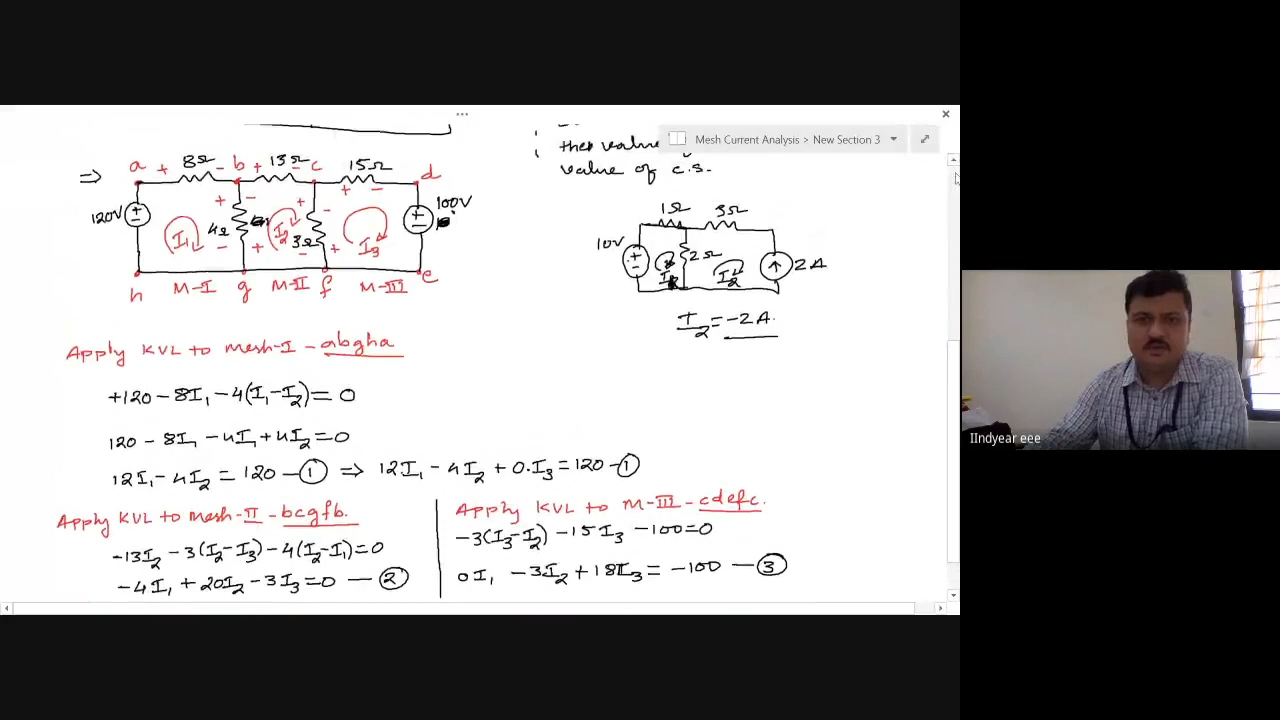 Mesh Current Analysis > New Section 3
the value
value of c.s.
a + 8Ω - b + 13Ω - c 15Ω d
⇒
120V
4Ω
3Ω
100V
I₁ I₂ I₃
h M-I g M-II f M-III e
1Ω 3Ω
10V
2Ω
2A
I₂
I₂ = -2A.
Apply KVL to mesh-I - abgha
+120 - 8I₁ - 4(I₁-I₂) = 0
120 - 8I₁ - 4I₁ + 4I₂ = 0
12I₁ - 4I₂ = 120 - ① ⇒ 12I₁ - 4I₂ + 0.I₃ = 120 - ①
Apply KVL to mesh-II - bcgfb.
-13I₂ - 3(I₂-I₃) - 4(I₂-I₁) = 0
-4I₁ + 20I₂ - 3I₃ = 0 - ②
Apply KVL to M-III - cdefc.
-3(I₃-I₂) - 15I₃ - 100 = 0
0I₁ - 3I₂ + 18I₃ = -100 - ③
IIndyear eee